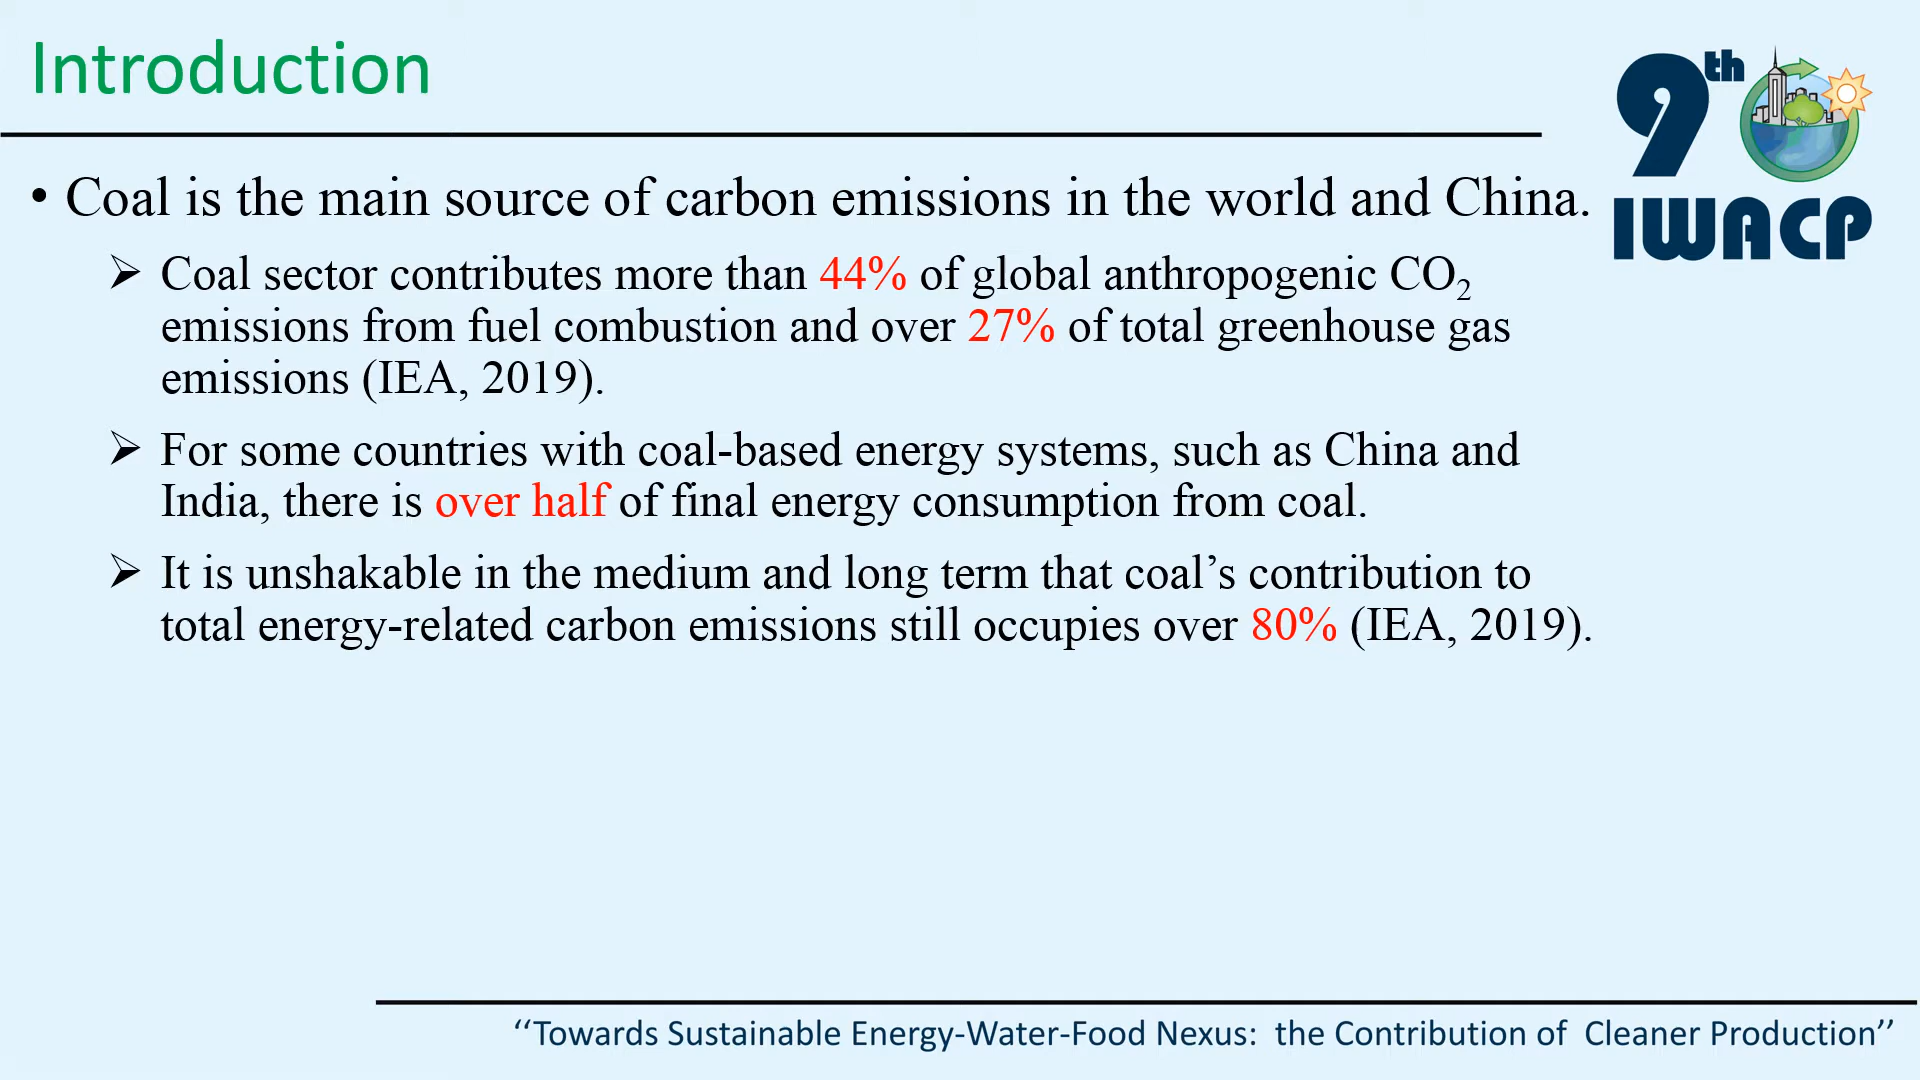 Introduction
9th
IWACP
• Coal is the main source of carbon emissions in the world and China.
➢ Coal sector contributes more than 44% of global anthropogenic CO₂
emissions from fuel combustion and over 27% of total greenhouse gas
emissions (IEA, 2019).
➢ For some countries with coal-based energy systems, such as China and
India, there is over half of final energy consumption from coal.
➢ It is unshakable in the medium and long term that coal’s contribution to
total energy-related carbon emissions still occupies over 80% (IEA, 2019).
‘‘Towards Sustainable Energy-Water-Food Nexus: the Contribution of Cleaner Production’’